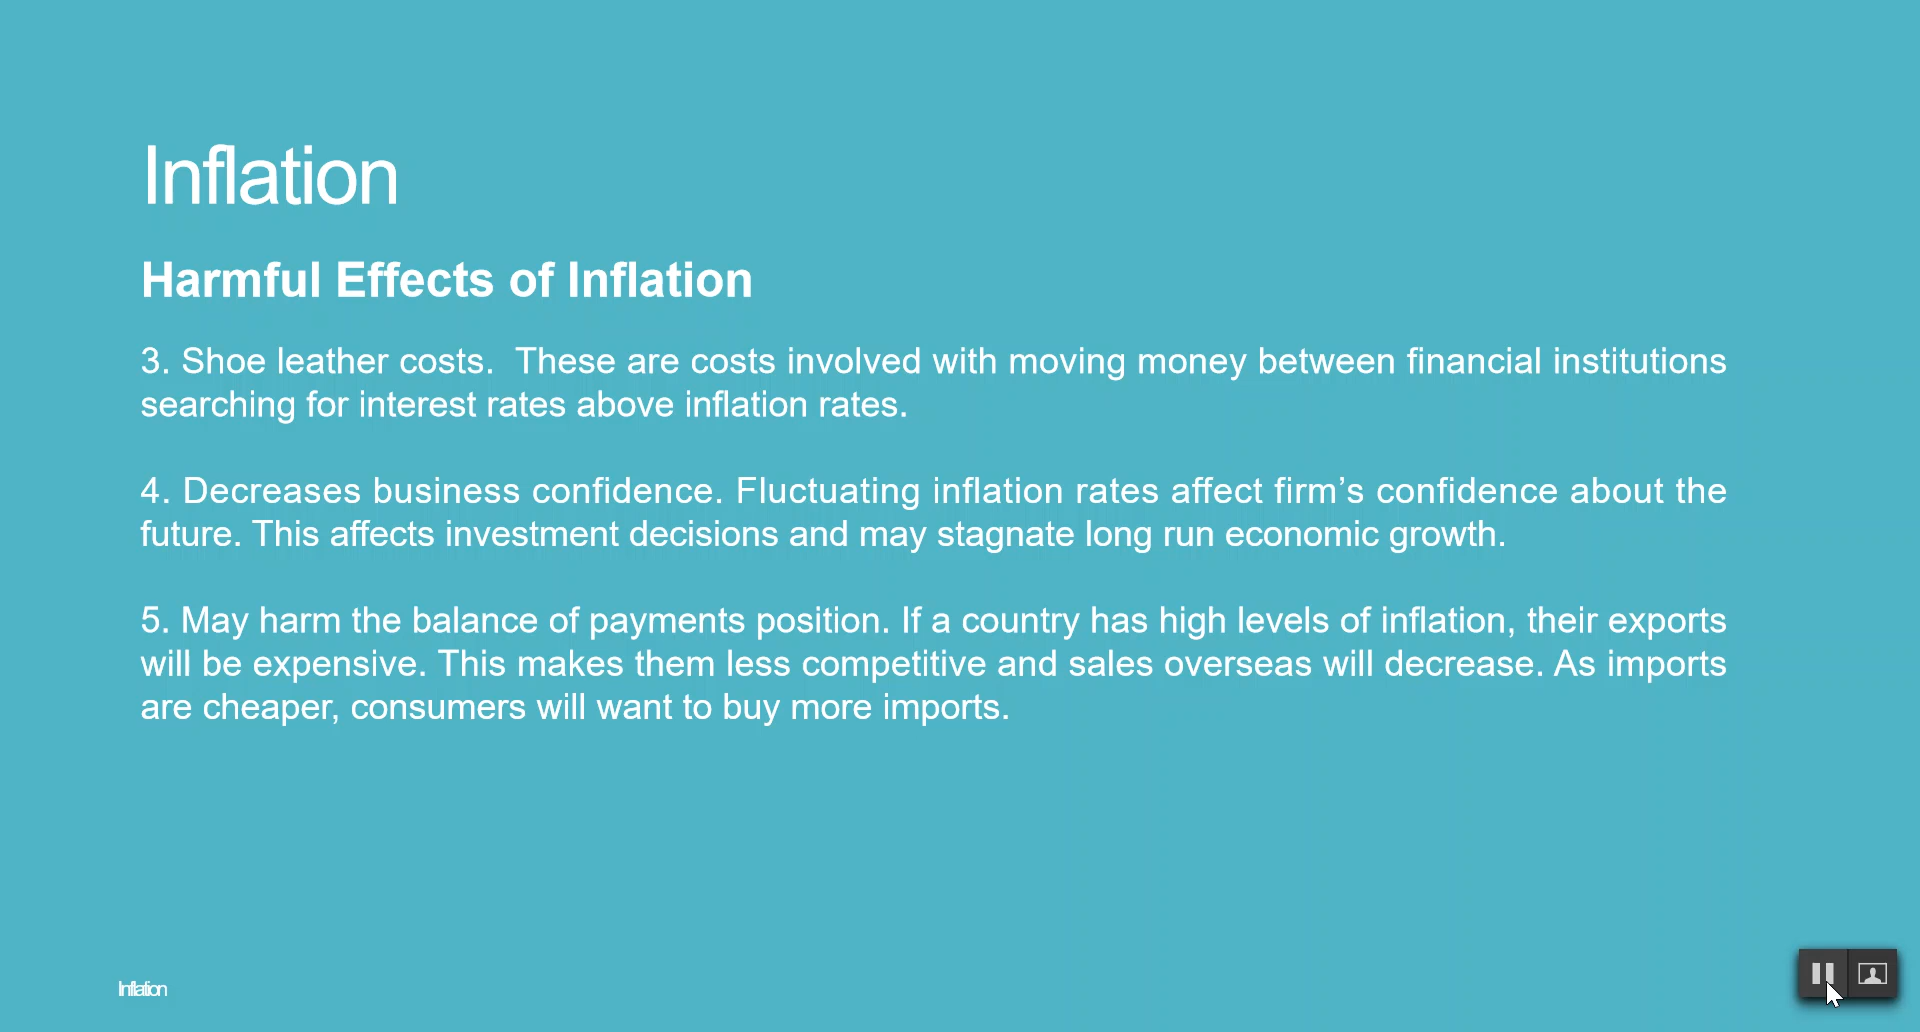 Inflation
Harmful Effects of Inflation
3. Shoe leather costs.  These are costs involved with moving money between financial institutions
searching for interest rates above inflation rates.
4. Decreases business confidence. Fluctuating inflation rates affect firm’s confidence about the
future. This affects investment decisions and may stagnate long run economic growth.
5. May harm the balance of payments position. If a country has high levels of inflation, their exports
will be expensive. This makes them less competitive and sales overseas will decrease. As imports
are cheaper, consumers will want to buy more imports.
Inflation